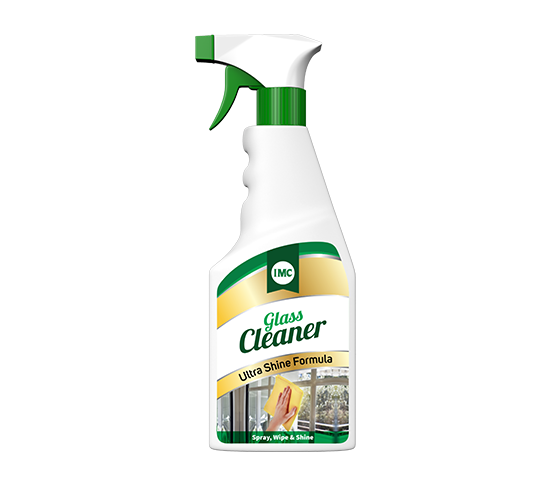 IMC
Glass
Cleaner
Ultra Shine Formula
Spray, Wipe & Shine